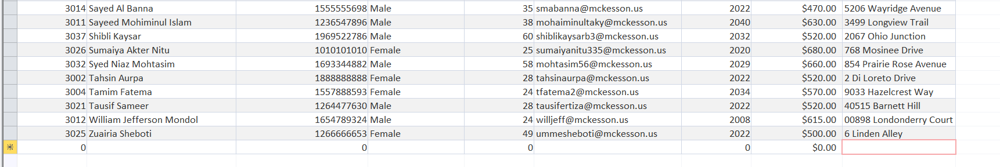 3014 Sayed Al Banna 1555555698 Male 35 smabanna@mckesson.us 2022 $470.00 5206 Wayridge Avenue
3011 Sayeed Mohiminul Islam 1236547896 Male 38 mohaiminultaky@mckesson.us 2040 $630.00 3499 Longview Trail
3037 Shibli Kaysar 1969522786 Male 60 shiblikaysarb3@mckesson.us 2032 $520.00 2067 Ohio Junction
3026 Sumaiya Akter Nitu 1010101010 Female 25 sumaiyanitu335@mckesson.us 2020 $680.00 768 Mosinee Drive
3032 Syed Niaz Mohtasim 1693344882 Male 58 mohtasim56@mckesson.us 2029 $660.00 854 Prairie Rose Avenue
3002 Tahsin Aurpa 1888888888 Female 28 tahsinaurpa@mckesson.us 2022 $520.00 2 Di Loreto Drive
3004 Tamim Fatema 1557888593 Female 24 tfatema2@mckesson.us 2034 $570.00 9033 Hazelcrest Way
3021 Tausif Sameer 1264477630 Male 28 tausifertiza@mckesson.us 2022 $520.00 40515 Barnett Hill
3012 William Jefferson Mondol 1654789324 Male 24 willjeff@mckesson.us 2008 $615.00 00898 Londonderry Court
3025 Zuairia Sheboti 1266666653 Female 49 ummesheboti@mckesson.us 2022 $500.00 6 Linden Alley
* 0 0 0 0 $0.00